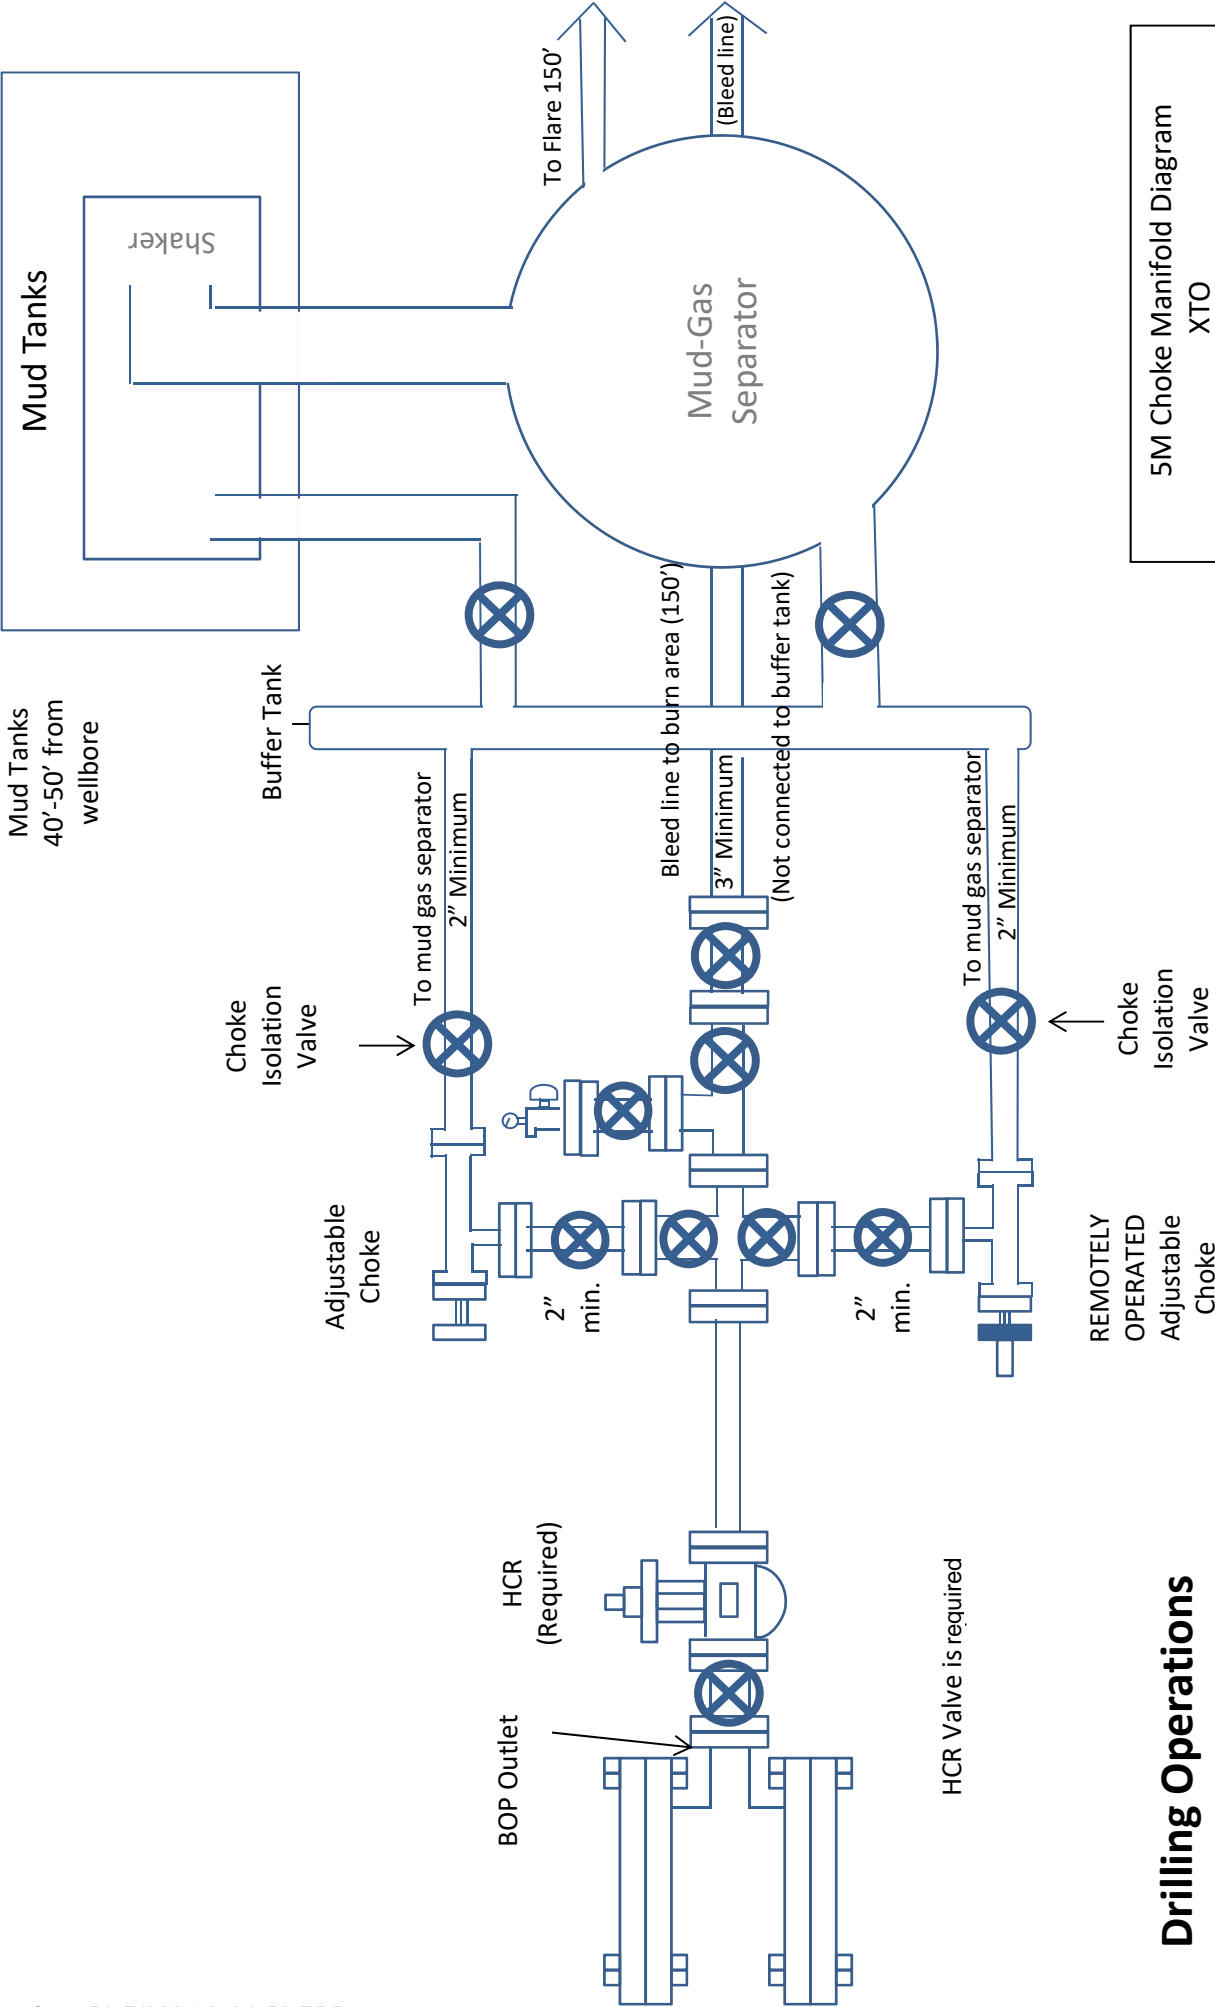 Mud Tanks
Shaker
To Flare 150’
(Bleed line)
Mud-Gas
Separator
5M Choke Manifold Diagram
XTO
Mud Tanks
40’-50’ from
wellbore
Buffer Tank
Bleed line to burn area (150’)
3” Minimum
(Not connected to buffer tank)
To mud gas separator
2” Minimum
To mud gas separator
2” Minimum
Choke
Isolation
Valve
Choke
Isolation
Valve
Adjustable
Choke
2”
min.
2”
min.
REMOTELY
OPERATED
Adjustable
Choke
HCR
(Required)
BOP Outlet
HCR Valve is required
Drilling Operations